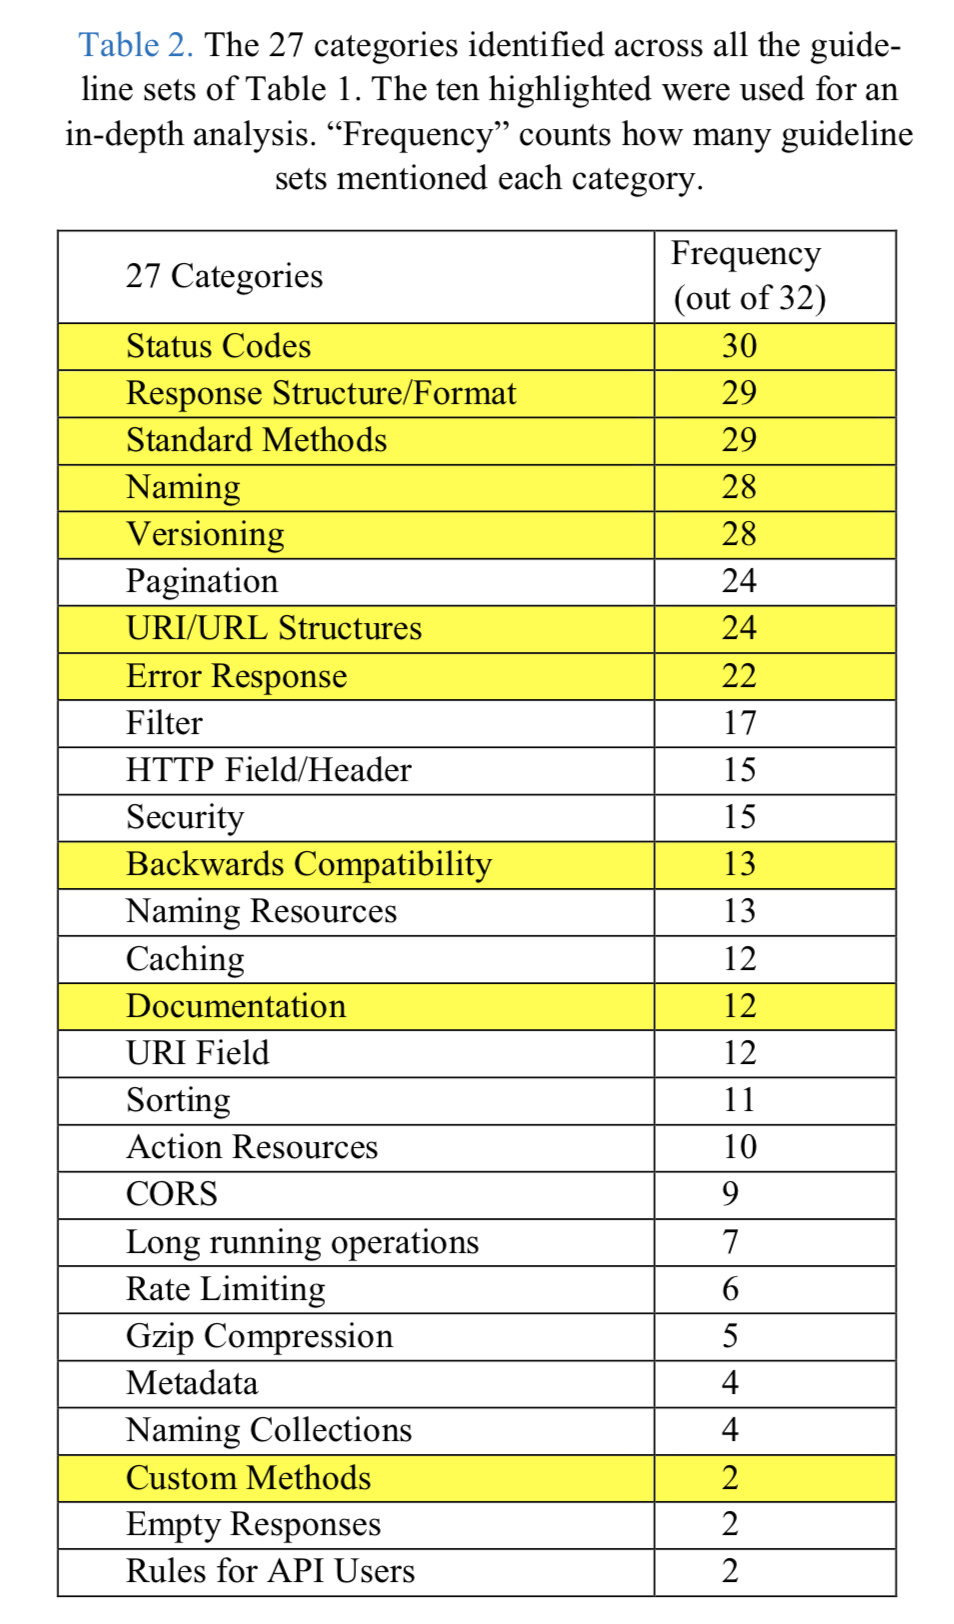 Table 2. The 27 categories identified across all the guide-
line sets of Table 1. The ten highlighted were used for an
in-depth analysis. “Frequency” counts how many guideline
sets mentioned each category.
27 Categories Frequency
(out of 32)
Status Codes 30
Response Structure/Format 29
Standard Methods 29
Naming 28
Versioning 28
Pagination 24
URI/URL Structures 24
Error Response 22
Filter 17
HTTP Field/Header 15
Security 15
Backwards Compatibility 13
Naming Resources 13
Caching 12
Documentation 12
URI Field 12
Sorting 11
Action Resources 10
CORS 9
Long running operations 7
Rate Limiting 6
Gzip Compression 5
Metadata 4
Naming Collections 4
Custom Methods 2
Empty Responses 2
Rules for API Users 2